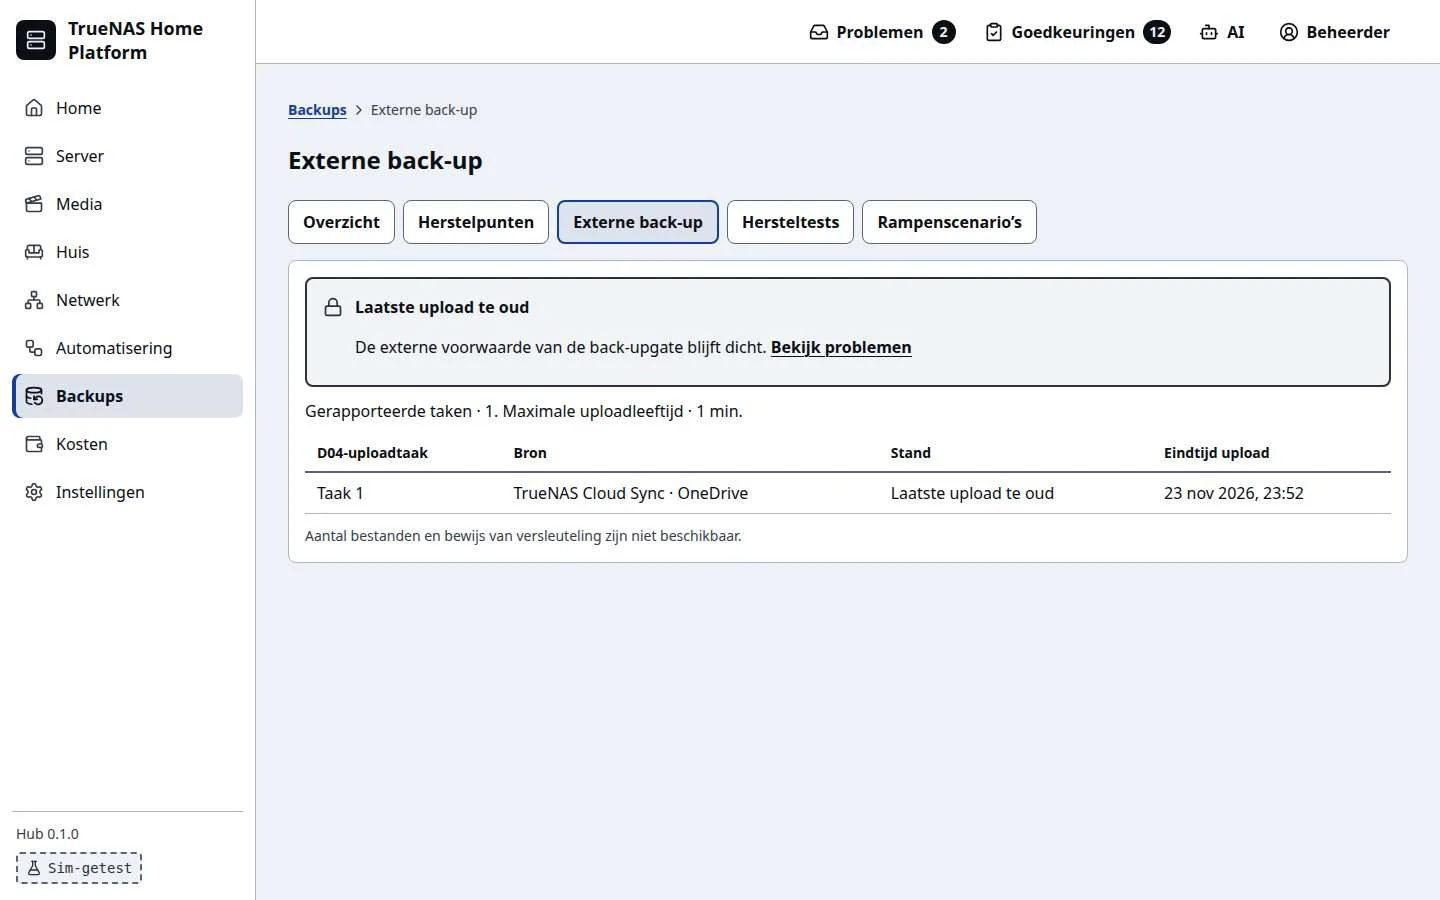 TrueNAS Home
Platform
Problemen 2
Goedkeuringen 12
AI
Beheerder
Home
Server
Media
Huis
Netwerk
Automatisering
Backups
Kosten
Instellingen
Hub 0.1.0
Sim-getest
Backups > Externe back-up
Externe back-up
Overzicht
Herstelpunten
Externe back-up
Hersteltests
Rampenscenario’s
Laatste upload te oud
De externe voorwaarde van de back-upgate blijft dicht. Bekijk problemen
Gerapporteerde taken · 1. Maximale uploadleeftijd · 1 min.
D04-uploadtaak Bron Stand Eindtijd upload
Taak 1 TrueNAS Cloud Sync · OneDrive Laatste upload te oud 23 nov 2026, 23:52
Aantal bestanden en bewijs van versleuteling zijn niet beschikbaar.